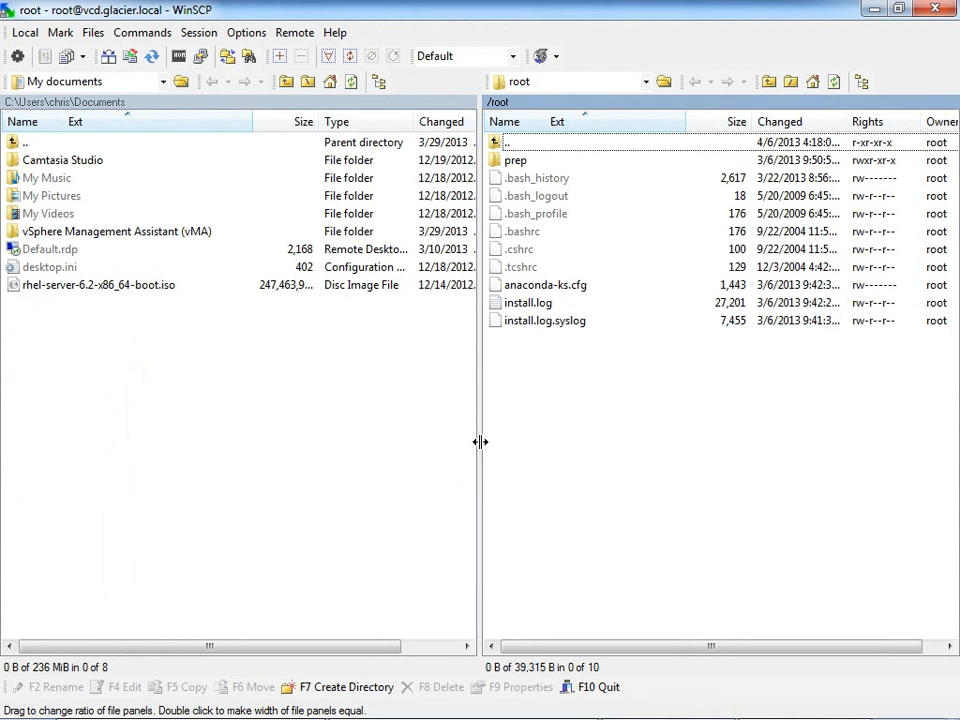 root - root@vcd.glacier.local - WinSCP
Local Mark Files Commands Session Options Remote Help
Default
My documents root
C:\Users\chris\Documents /root
Name Ext Size Type Changed Name Ext Size Changed Rights Owner
.. Parent directory 3/29/2013 .. 4/6/2013 4:18:0... r-xr-xr-x root
Camtasia Studio File folder 12/19/2012. prep 3/6/2013 9:50:5... rwxr-xr-x root
My Music File folder 12/18/2012. .bash_history 2,617 3/22/2013 8:56:... rw------- root
My Pictures File folder 12/18/2012. .bash_logout 18 5/20/2009 6:45:... rw-r--r-- root
My Videos File folder 12/18/2012. .bash_profile 176 5/20/2009 6:45:... rw-r--r-- root
vSphere Management Assistant (vMA) File folder 3/29/2013 . .bashrc 176 9/22/2004 11:5... rw-r--r-- root
Default.rdp 2,168 Remote Deskto... 3/10/2013 . .cshrc 100 9/22/2004 11:5... rw-r--r-- root
desktop.ini 402 Configuration ... 12/18/2012. .tcshrc 129 12/3/2004 4:42:... rw-r--r-- root
rhel-server-6.2-x86_64-boot.iso 247,463,9... Disc Image File 12/14/2012. anaconda-ks.cfg 1,443 3/6/2013 9:42:3... rw------- root
install.log 27,201 3/6/2013 9:42:2... rw-r--r-- root
install.log.syslog 7,455 3/6/2013 9:41:3... rw-r--r-- root
0 B of 236 MiB in 0 of 8 0 B of 39,315 B in 0 of 10
F2 Rename F4 Edit F5 Copy F6 Move F7 Create Directory F8 Delete F9 Properties F10 Quit
Drag to change ratio of file panels. Double click to make width of file panels equal.